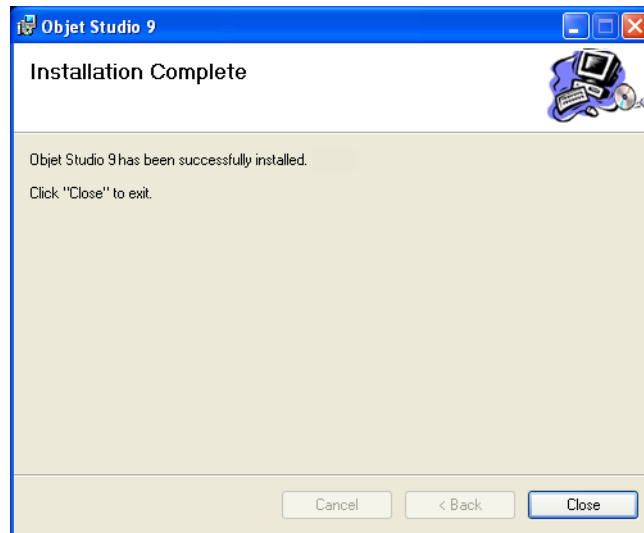 Objet Studio 9
Installation Complete
Objet Studio 9 has been successfully installed.
Click "Close" to exit.
Cancel
< Back
Close